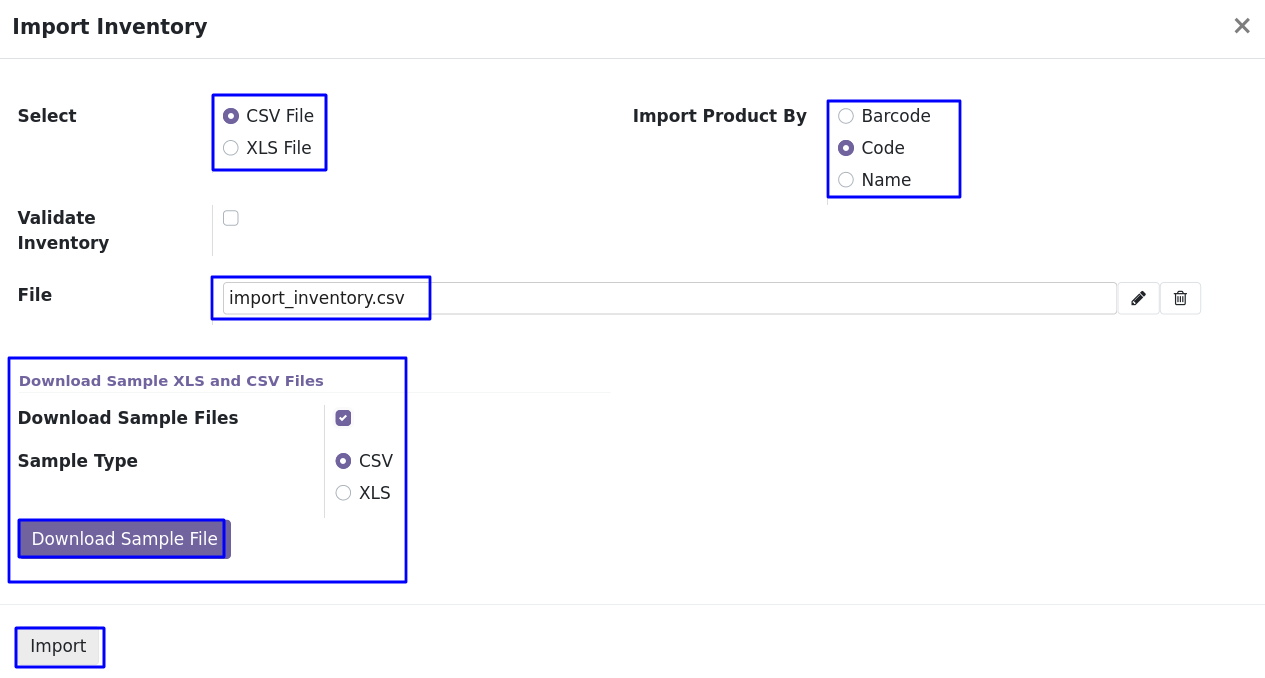 Import Inventory
Select
CSV File
XLS File
Import Product By
Barcode
Code
Name
Validate
Inventory
File
import_inventory.csv
Download Sample XLS and CSV Files
Download Sample Files
Sample Type
CSV
XLS
Download Sample File
Import